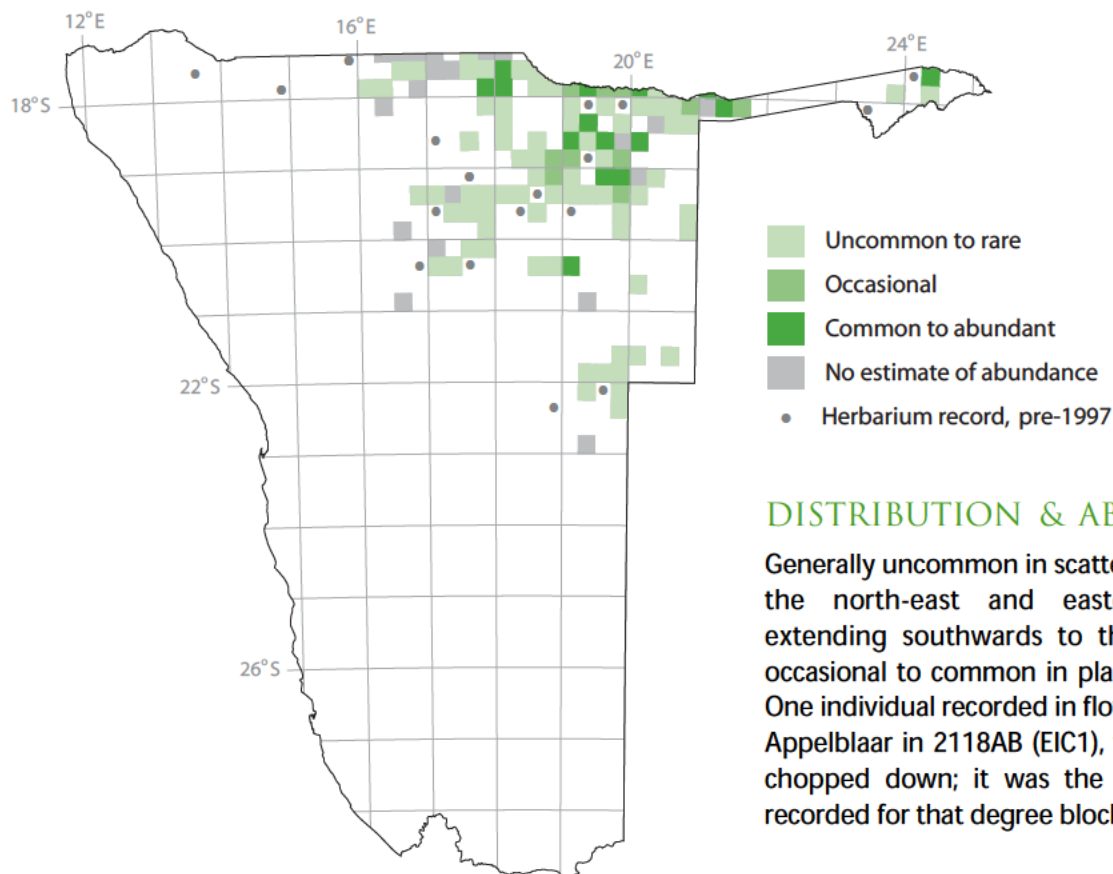 12°E
16°E
20°E
24°E
18°S
22°S
26°S
Uncommon to rare
Occasional
Common to abundant
No estimate of abundance
Herbarium record, pre-1997
DISTRIBUTION & AB
Generally uncommon in scatte
the north-east and east
extending southwards to th
occasional to common in pla
One individual recorded in flo
Appelblaar in 2118AB (EIC1),
chopped down; it was the
recorded for that degree block